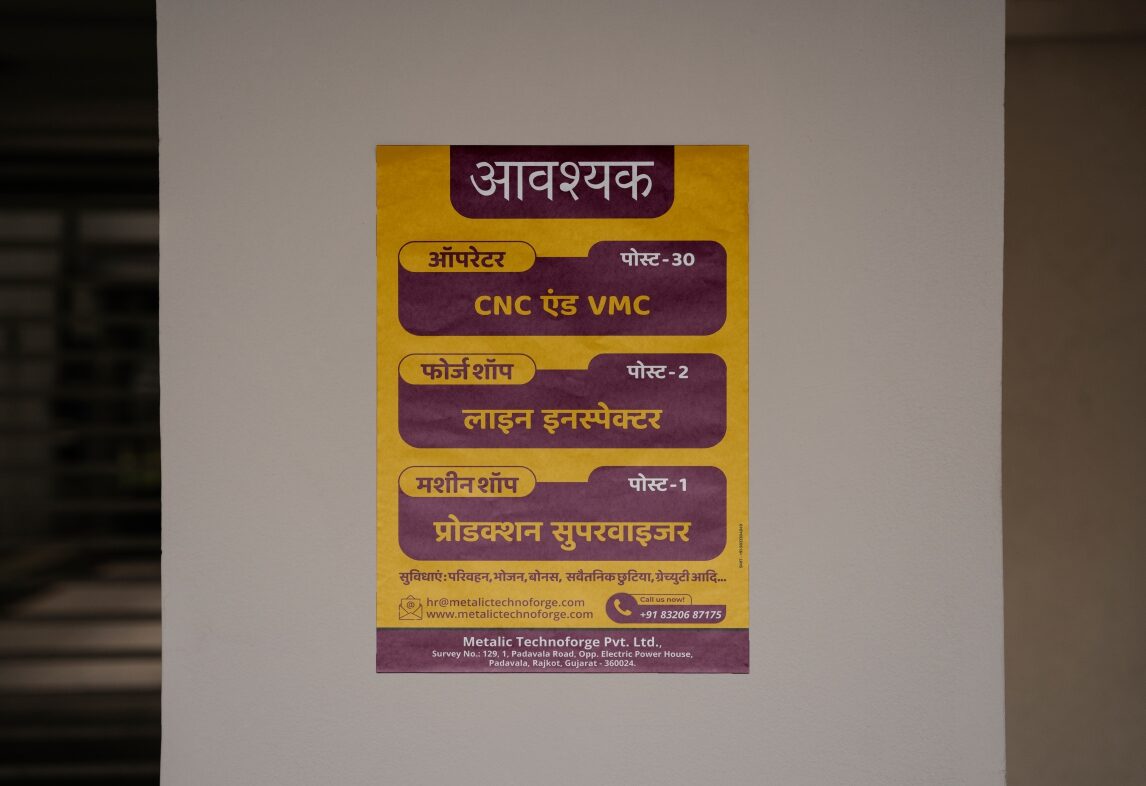 आवश्यक
ऑपरेटर
पोस्ट-30
CNC एंड VMC
फोर्ज शॉप
पोस्ट-2
लाइन इनस्पेक्टर
मशीन शॉप
पोस्ट-1
प्रोडक्शन सुपरवाइजर
सुविधाएं : परिवहन, भोजन, बोनस, सवैतनिक छुटिया, ग्रेच्युटी आदि...
hr@metalictechnoforge.com
www.metalictechnoforge.com
Call us now!
+91 83206 87175
Metalic Technoforge Pvt. Ltd.,
Survey No.: 129, 1, Padavala Road, Opp. Electric Power House,
Padavala, Rajkot, Gujarat - 360024.